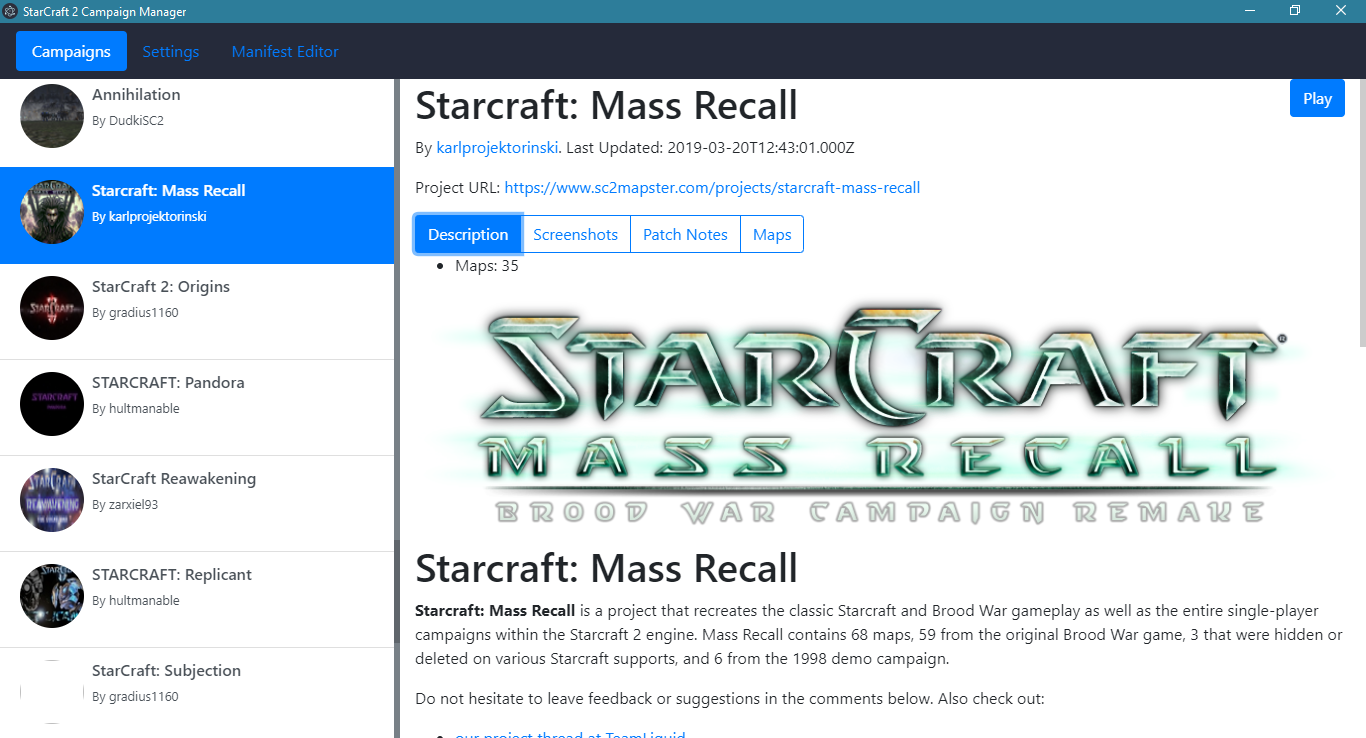 StarCraft 2 Campaign Manager
Campaigns Settings Manifest Editor
Annihilation
By DudkiSC2
Starcraft: Mass Recall
By karlprojektorinski
StarCraft 2: Origins
By gradius1160
STARCRAFT: Pandora
By hultmanable
StarCraft Reawakening
By zarxiel93
STARCRAFT: Replicant
By hultmanable
StarCraft: Subjection
By gradius1160
Starcraft: Mass Recall
Play
By karlprojektorinski. Last Updated: 2019-03-20T12:43:01.000Z
Project URL: https://www.sc2mapster.com/projects/starcraft-mass-recall
Description Screenshots Patch Notes Maps
• Maps: 35
STARCRAFT®
MASS RECALL
BROOD WAR CAMPAIGN REMAKE
Starcraft: Mass Recall
Starcraft: Mass Recall is a project that recreates the classic Starcraft and Brood War gameplay as well as the entire single-player
campaigns within the Starcraft 2 engine. Mass Recall contains 68 maps, 59 from the original Brood War game, 3 that were hidden or
deleted on various Starcraft supports, and 6 from the 1998 demo campaign.
Do not hesitate to leave feedback or suggestions in the comments below. Also check out:
• our project thread at TeamLiquid